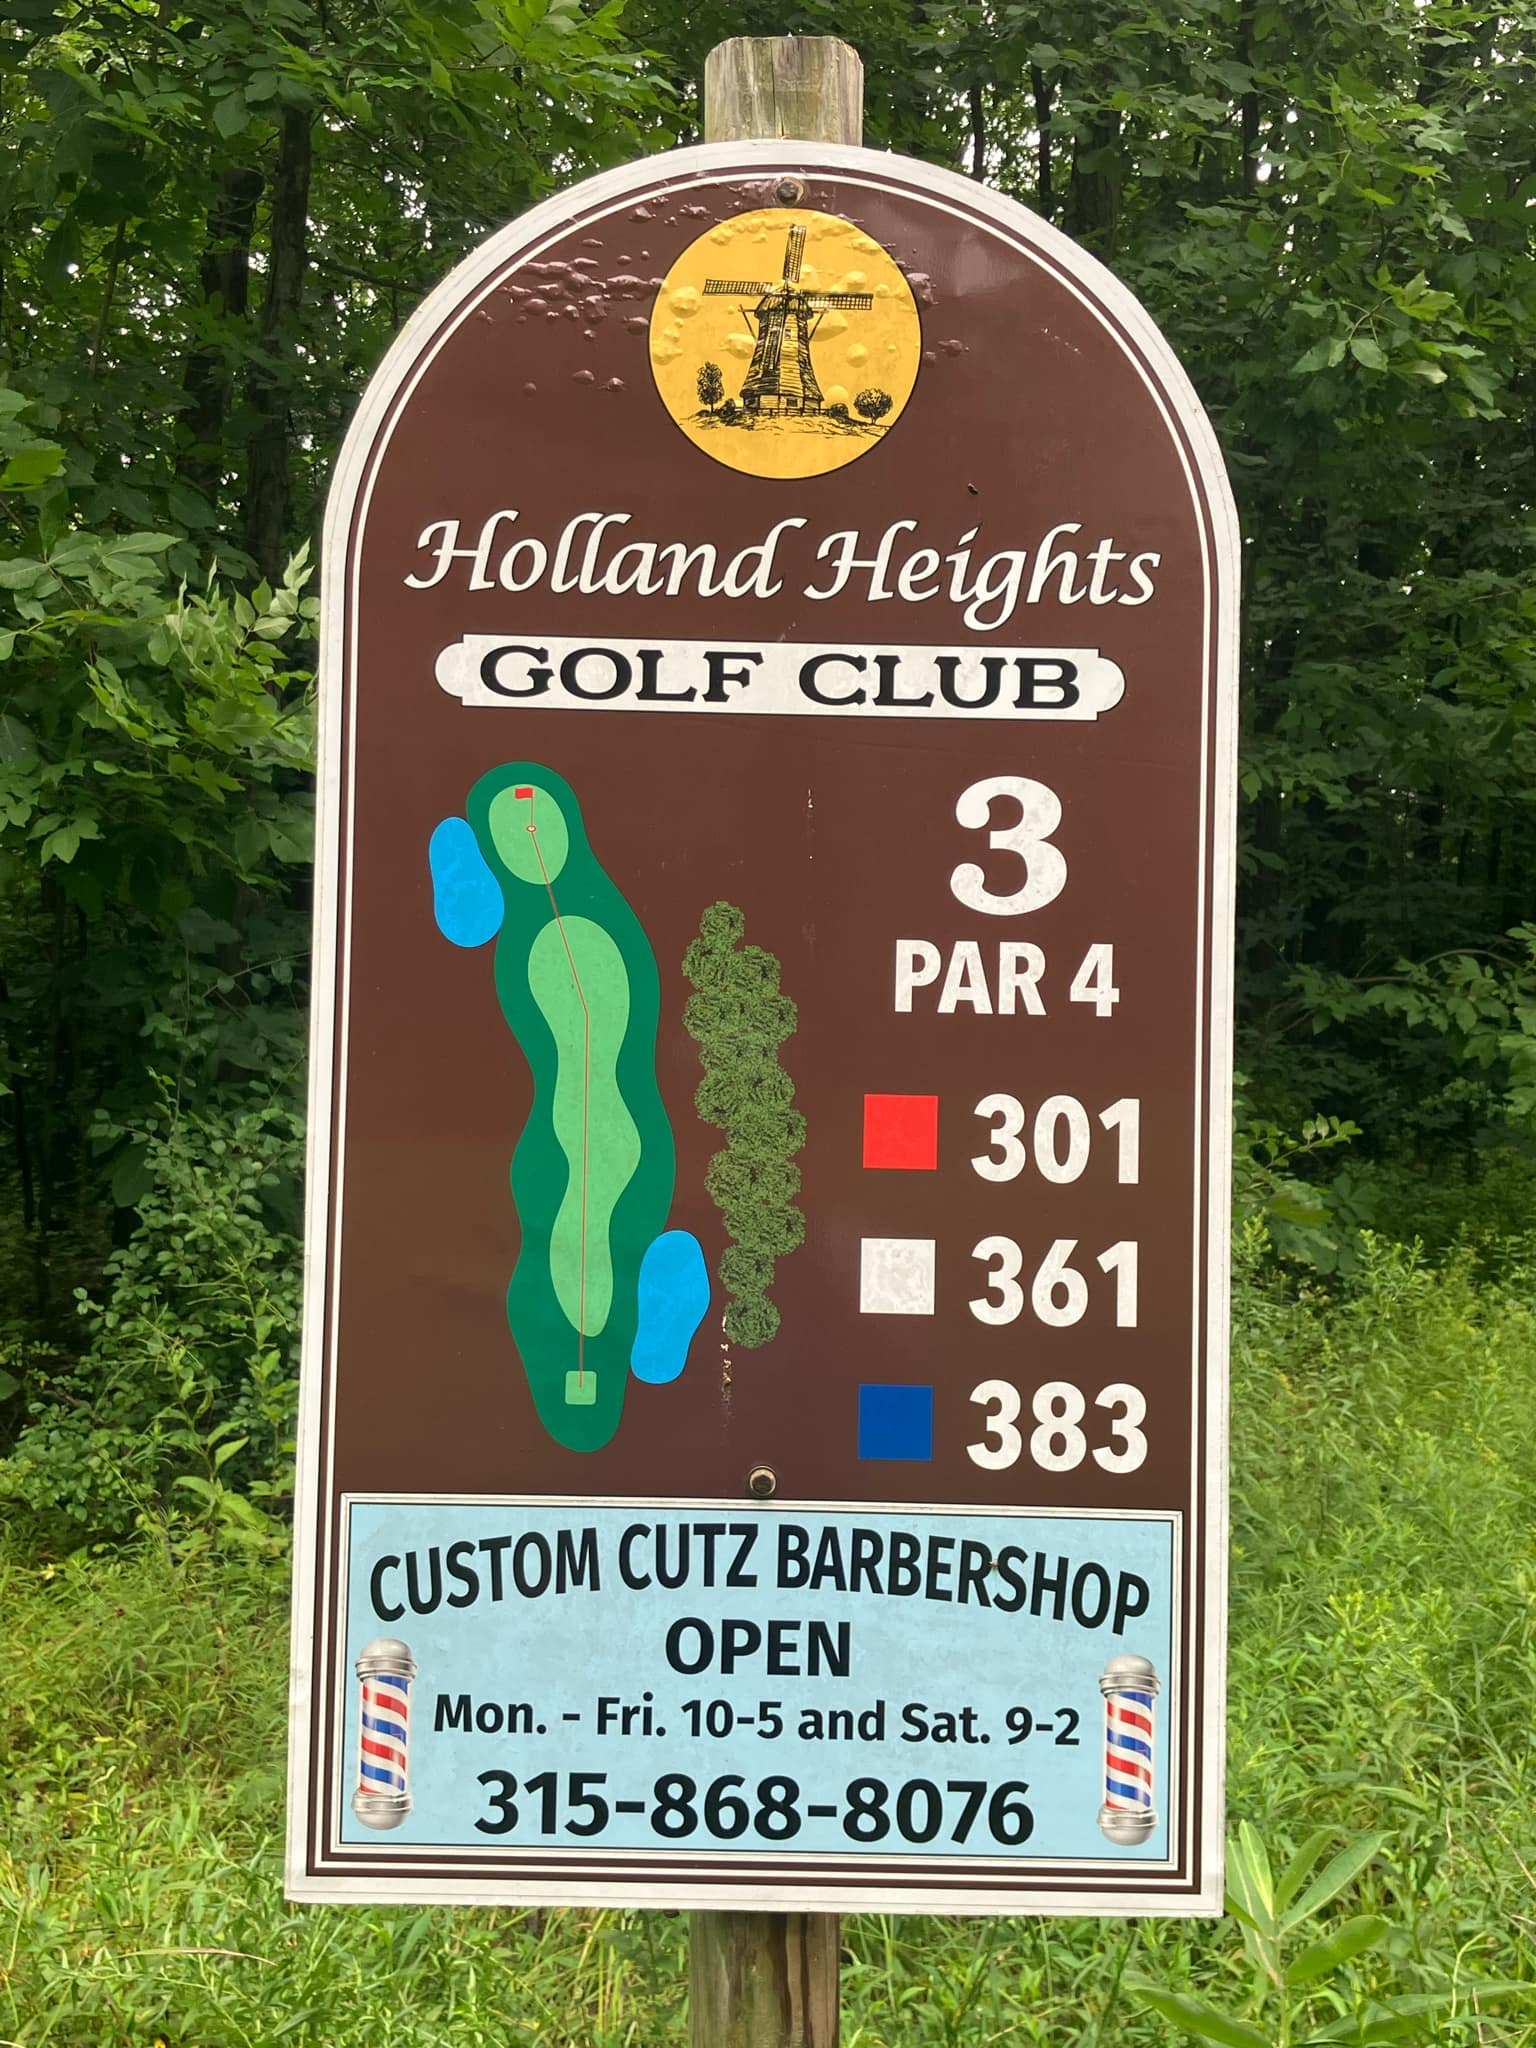 Holland Heights
GOLF CLUB
3
PAR 4
301
361
383
CUSTOM CUTZ BARBERSHOP
OPEN
Mon. - Fri. 10-5 and Sat. 9-2
315-868-8076